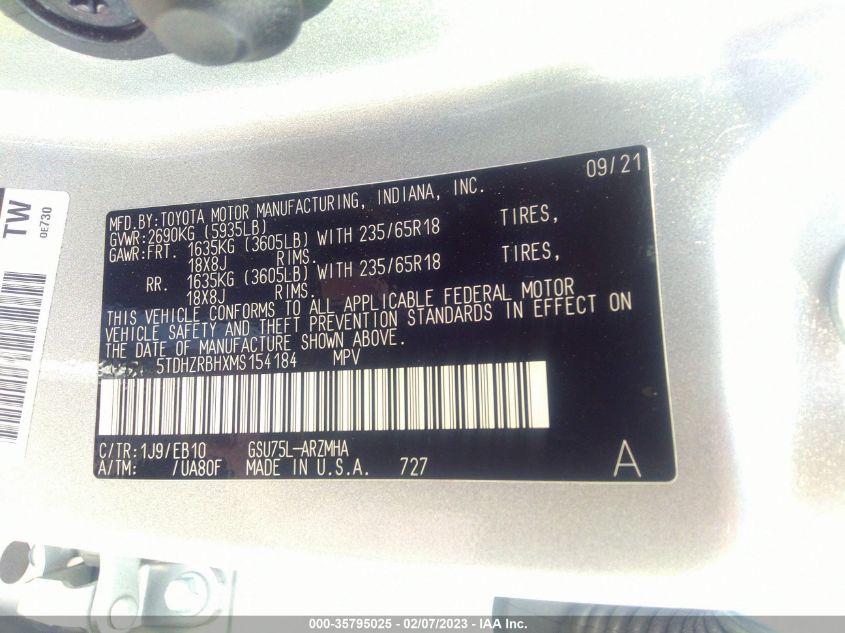 TW
0E730
09/21
MFD.BY:TOYOTA MOTOR MANUFACTURING, INDIANA, INC.
GVWR:2690KG (5935LB)
GAWR:FRT. 1635KG (3605LB) WITH 235/65R18 TIRES,
18X8J RIMS.
RR. 1635KG (3605LB) WITH 235/65R18 TIRES,
18X8J RIMS.
THIS VEHICLE CONFORMS TO ALL APPLICABLE FEDERAL MOTOR
VEHICLE SAFETY AND THEFT PREVENTION STANDARDS IN EFFECT ON
THE DATE OF MANUFACTURE SHOWN ABOVE.
5TDHZRBHXMS154184 MPV
C/TR:1J9/EB10 GSU75L-ARZMHA
A/TM: /UA80F MADE IN U.S.A. 727
A
000-35795025 - 02/07/2023 - IAA Inc.